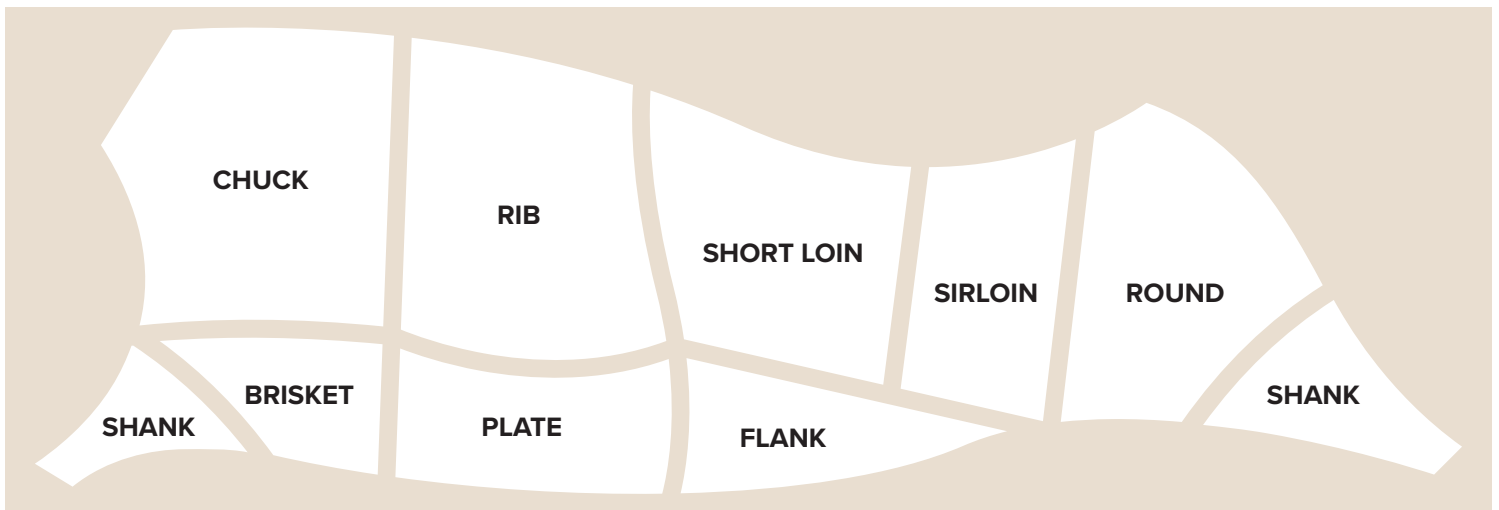 CHUCK
RIB
SHORT LOIN
SIRLOIN
ROUND
SHANK
BRISKET
PLATE
FLANK
SHANK